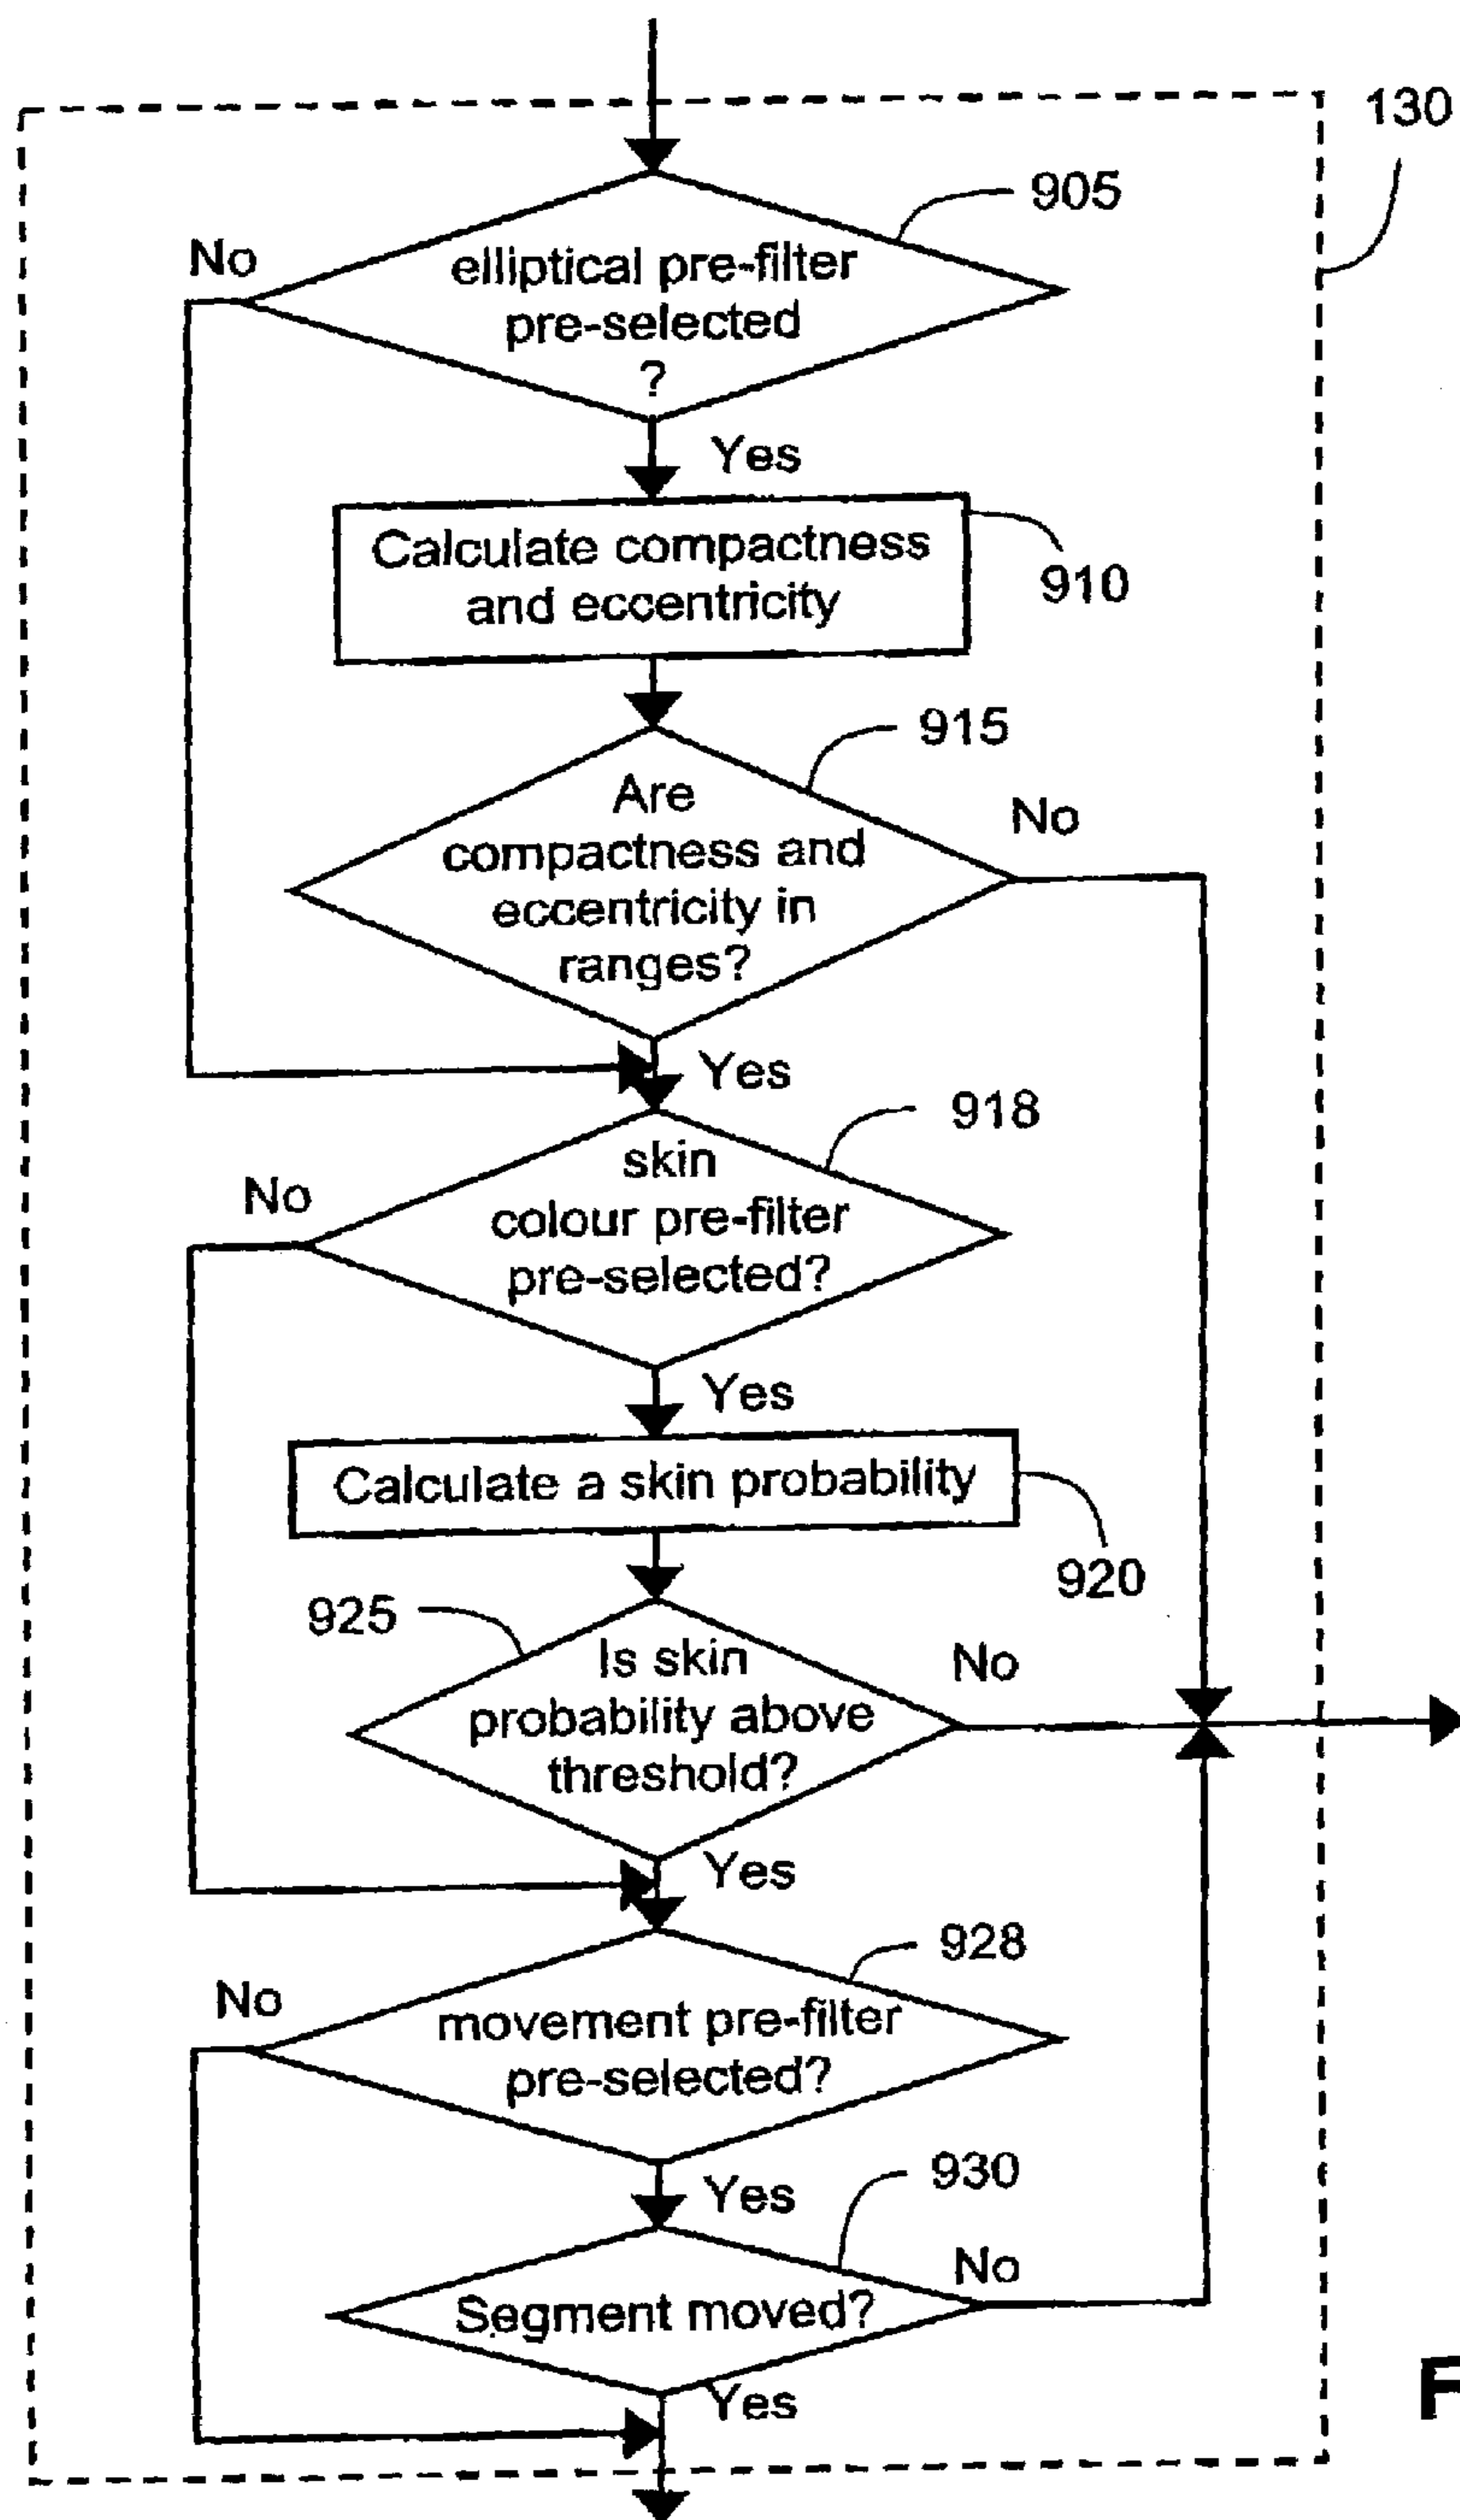 130
905
No
elliptical pre-filter
pre-selected
?
Yes
Calculate compactness
and eccentricity
910
915
Are
compactness and
eccentricity in
ranges?
No
Yes
918
No
skin
colour pre-filter
pre-selected?
Yes
Calculate a skin probability
920
925
Is skin
probability above
threshold?
No
Yes
928
No
movement pre-filter
pre-selected?
Yes
930
No
Segment moved?
Yes
F